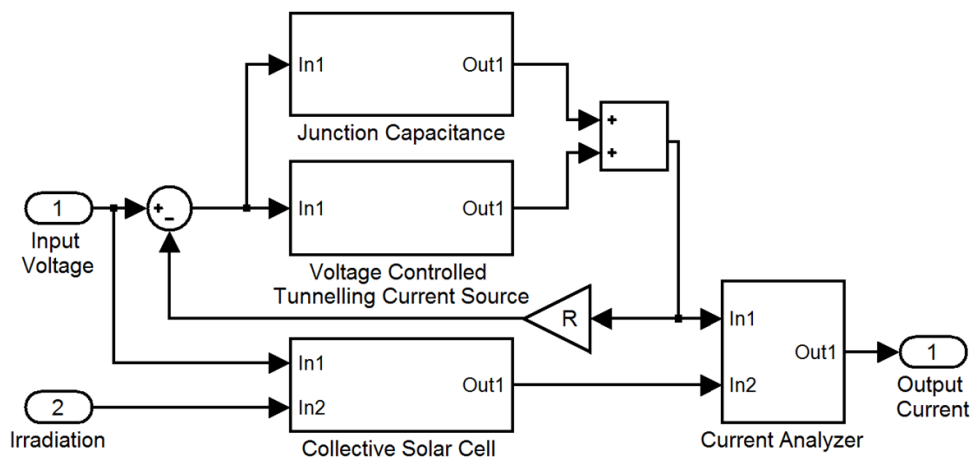 In1
Out1
Junction Capacitance
+
+
1
Input
Voltage
+
-
In1
Out1
Voltage Controlled
Tunnelling Current Source
R
In1
In2
Out1
Current Analyzer
1
Output
Current
2
Irradiation
In1
In2
Out1
Collective Solar Cell